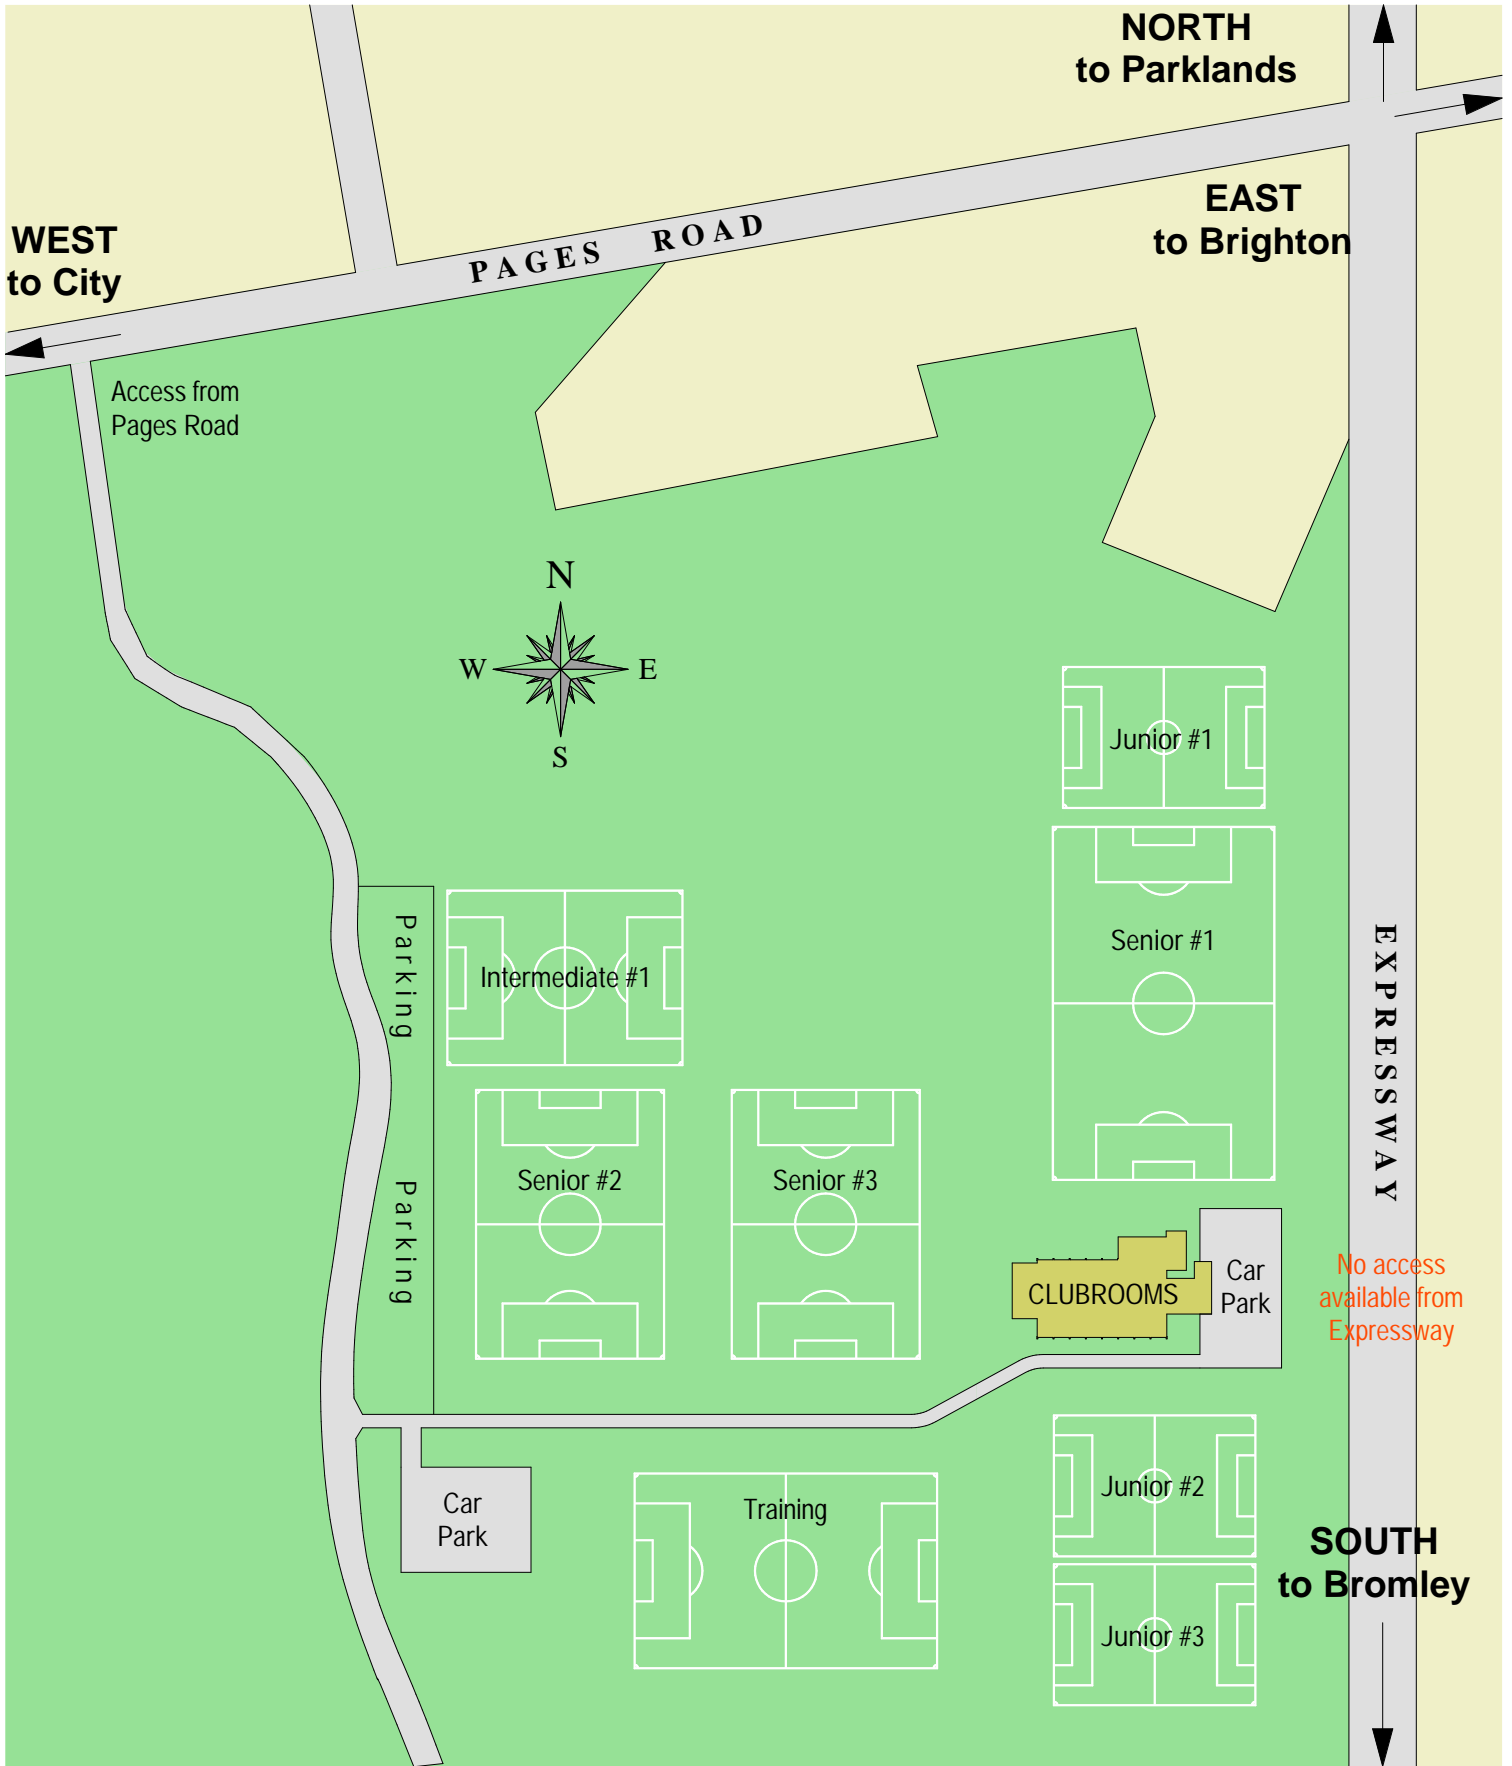 NORTH
to Parklands
EAST
to Brighton
WEST
to City
PAGES ROAD
Access from
Pages Road
N
W
E
S
Junior #1
Senior #1
EXPRESSWAY
Parking
Intermediate #1
Parking
Senior #2
Senior #3
CLUBROOMS
Car
Park
No access
available from
Expressway
Car
Park
Training
Junior #2
SOUTH
to Bromley
Junior #3